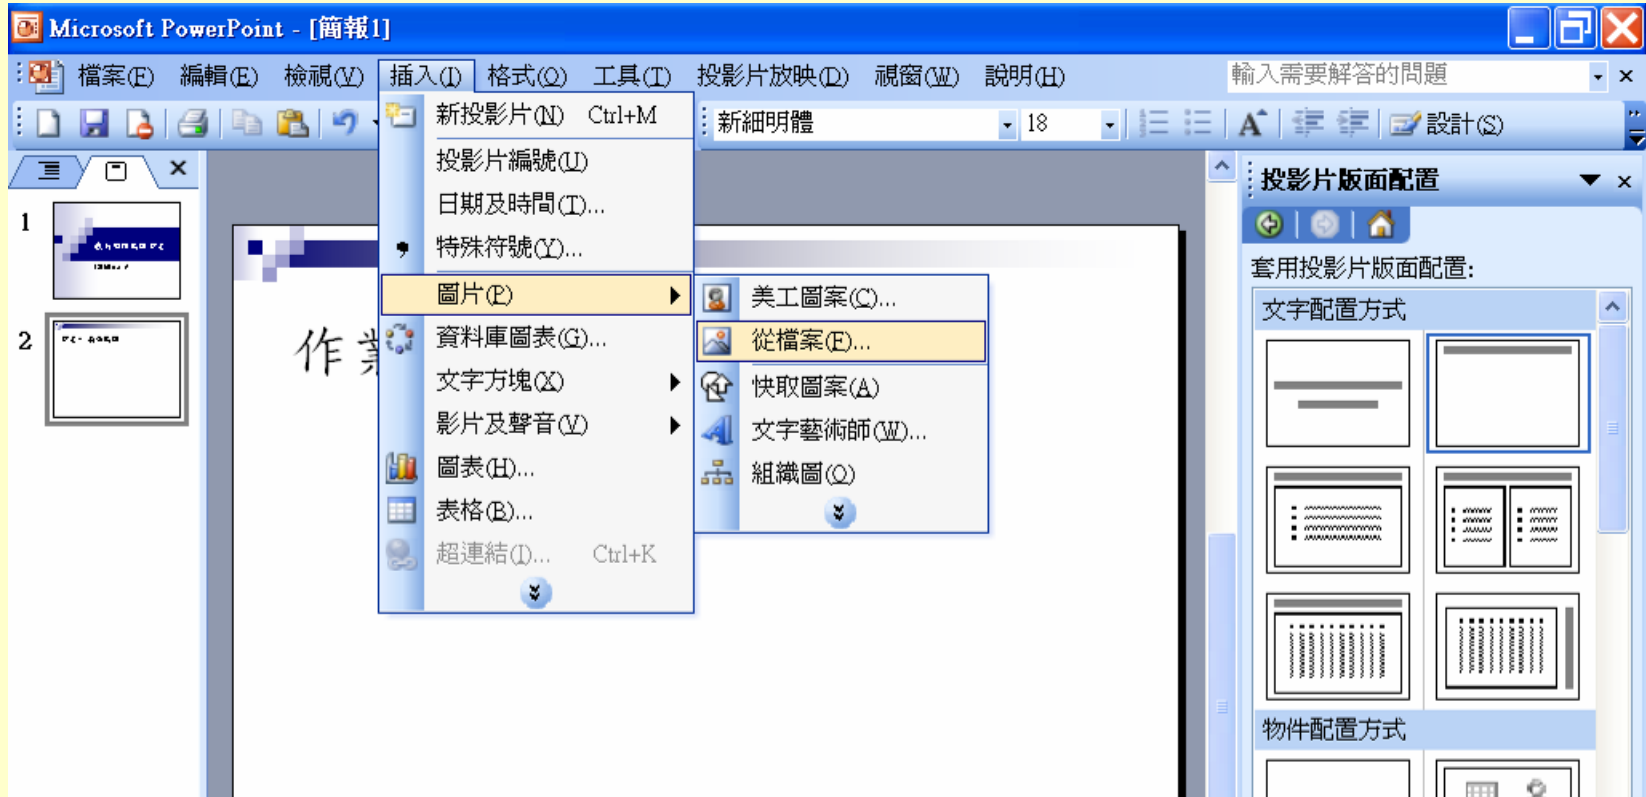 Microsoft PowerPoint - [簡報1]
檔案(F) 編輯(E) 檢視(V) 插入(I) 格式(O) 工具(T) 投影片放映(D) 視窗(W) 說明(H) 輸入需要解答的問題
新細明體 18 設計(S)
新投影片(N) Ctrl+M
投影片編號(U)
日期及時間(T)...
特殊符號(Y)...
圖片(P)
資料庫圖表(G)...
文字方塊(X)
影片及聲音(V)
圖表(H)...
表格(B)...
超連結(I)... Ctrl+K
美工圖案(C)...
從檔案(F)...
快取圖案(A)
文字藝術師(W)...
組織圖(O)
1
2
作業
投影片版面配置
套用投影片版面配置:
文字配置方式
物件配置方式